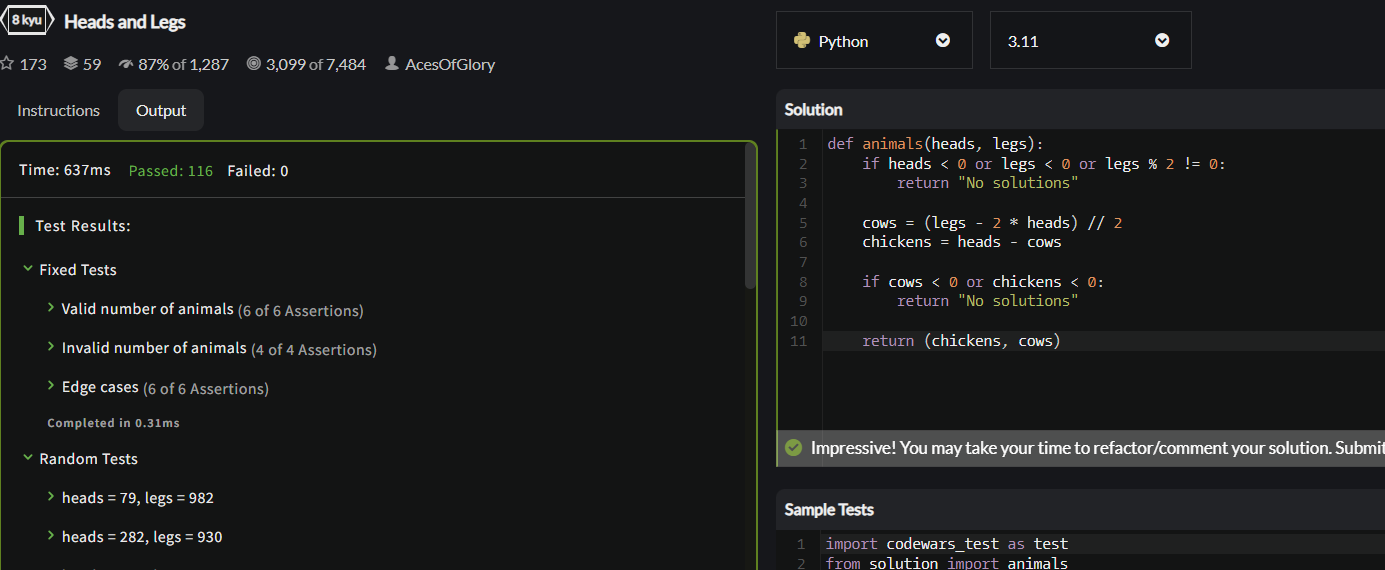 8 kyu Heads and Legs
173 59 87% of 1,287 3,099 of 7,484 AcesOfGlory
Instructions Output
Time: 637ms Passed: 116 Failed: 0
Test Results:
Fixed Tests
Valid number of animals (6 of 6 Assertions)
Invalid number of animals (4 of 4 Assertions)
Edge cases (6 of 6 Assertions)
Completed in 0.31ms
Random Tests
heads = 79, legs = 982
heads = 282, legs = 930
Python 3.11
Solution
1 def animals(heads, legs):
2     if heads < 0 or legs < 0 or legs % 2 != 0:
3         return "No solutions"
4
5     cows = (legs - 2 * heads) // 2
6     chickens = heads - cows
7
8     if cows < 0 or chickens < 0:
9         return "No solutions"
10
11     return (chickens, cows)
Impressive! You may take your time to refactor/comment your solution. Submit
Sample Tests
1 import codewars_test as test
2 from solution import animals